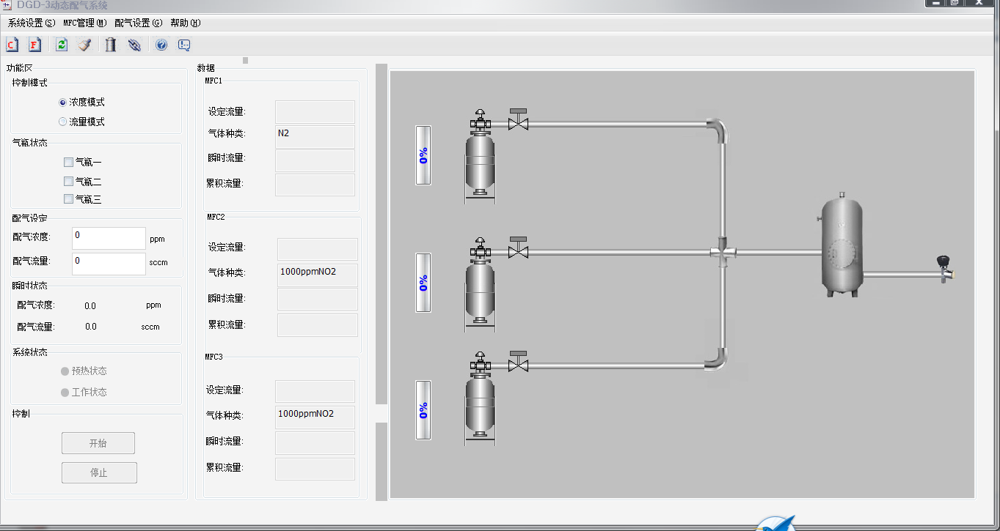 DGD-3动态配气系统
系统设置(S) MFC管理(M) 配气设置(G) 帮助(H)
C F
功能区
控制模式
浓度模式
流量模式
气瓶状态
气瓶一
气瓶二
气瓶三
配气设定
配气浓度: 0 ppm
配气流量: 0 sccm
瞬时状态
配气浓度: 0.0 ppm
配气流量: 0.0 sccm
系统状态
预热状态
工作状态
控制
开始
停止
数据
MFC1
设定流量:
气体种类: N2
瞬时流量:
累积流量:
MFC2
设定流量:
气体种类: 1000ppmNO2
瞬时流量:
累积流量:
MFC3
设定流量:
气体种类: 1000ppmNO2
瞬时流量:
累积流量:
0%
0%
0%